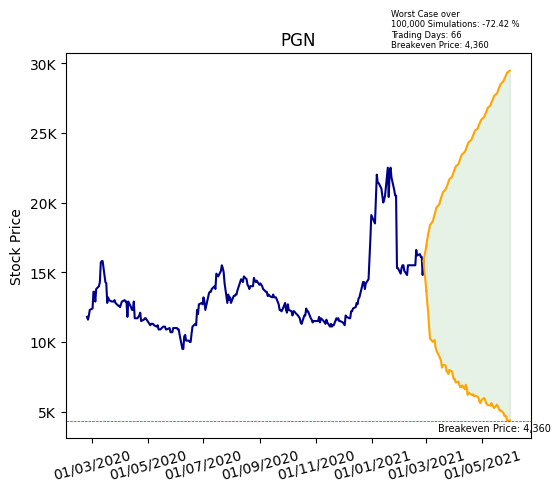 Worst Case over
100,000 Simulations: -72.42 %
Trading Days: 66
Breakeven Price: 4,360
PGN
Stock Price
30K
25K
20K
15K
10K
5K
Breakeven Price: 4,360
01/03/2020 01/05/2020 01/07/2020 01/09/2020 01/11/2020 01/01/2021 01/03/2021 01/05/2021